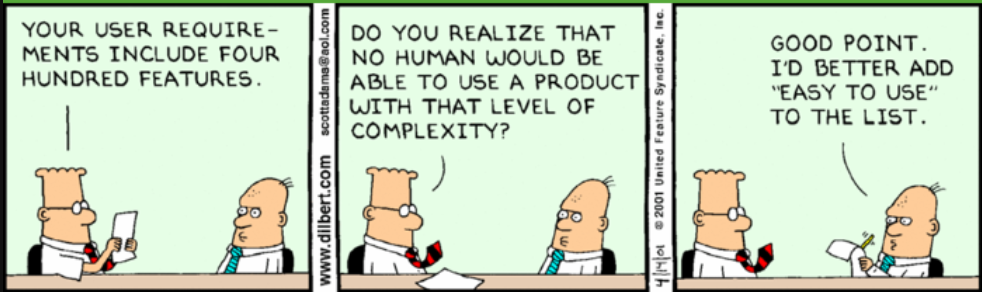 YOUR USER REQUIRE-
MENTS INCLUDE FOUR
HUNDRED FEATURES.
www.dilbert.com scottadams@aol.com
DO YOU REALIZE THAT
NO HUMAN WOULD BE
ABLE TO USE A PRODUCT
WITH THAT LEVEL OF
COMPLEXITY?
4/14/01 © 2001 United Feature Syndicate, Inc.
GOOD POINT.
I'D BETTER ADD
"EASY TO USE"
TO THE LIST.